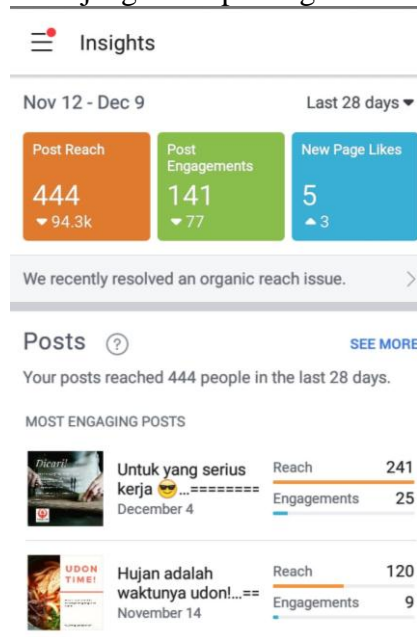 Insights
Nov 12 - Dec 9 Last 28 days
Post Reach
444
94.3k
Post
Engagements
141
77
New Page Likes
5
3
We recently resolved an organic reach issue.
Posts ? SEE MORE
Your posts reached 444 people in the last 28 days.
MOST ENGAGING POSTS
Dicari!
Untuk yang serius
kerja 😎...========
December 4
Reach 241
Engagements 25
UDON
TIME!
Hujan adalah
waktunya udon!...==
November 14
Reach 120
Engagements 9